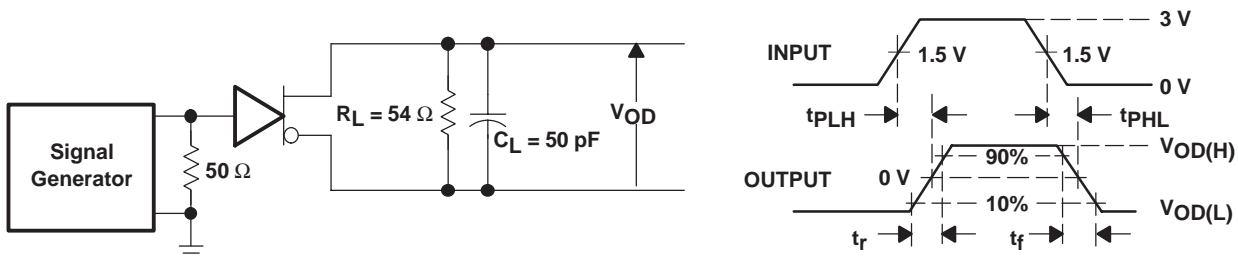 Signal
Generator
50 Ω
RL = 54 Ω
CL = 50 pF
VOD
INPUT
3 V
1.5 V
1.5 V
0 V
tPLH
tPHL
OUTPUT
0 V
90%
10%
VOD(H)
VOD(L)
tr
tf